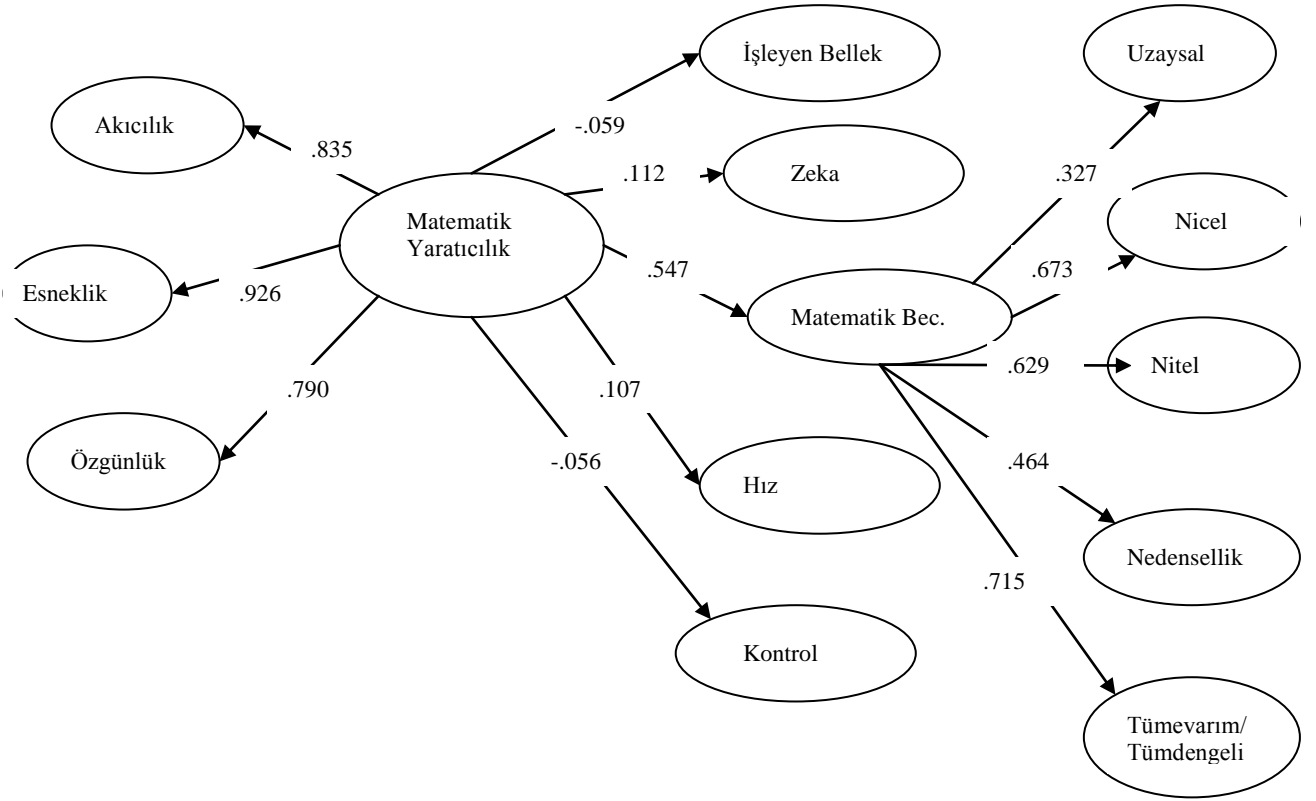 İşleyen Bellek
Uzaysal
Akıcılık
-.059
.835
.112
Zeka
.327
Matematik
Yaratıcılık
Nicel
.547
.673
Esneklik
.926
Matematik Bec.
.629
Nitel
.790
.107
Özgünlük
-.056
.464
Hız
Nedensellik
.715
Kontrol
Tümevarım/
Tümdengeli